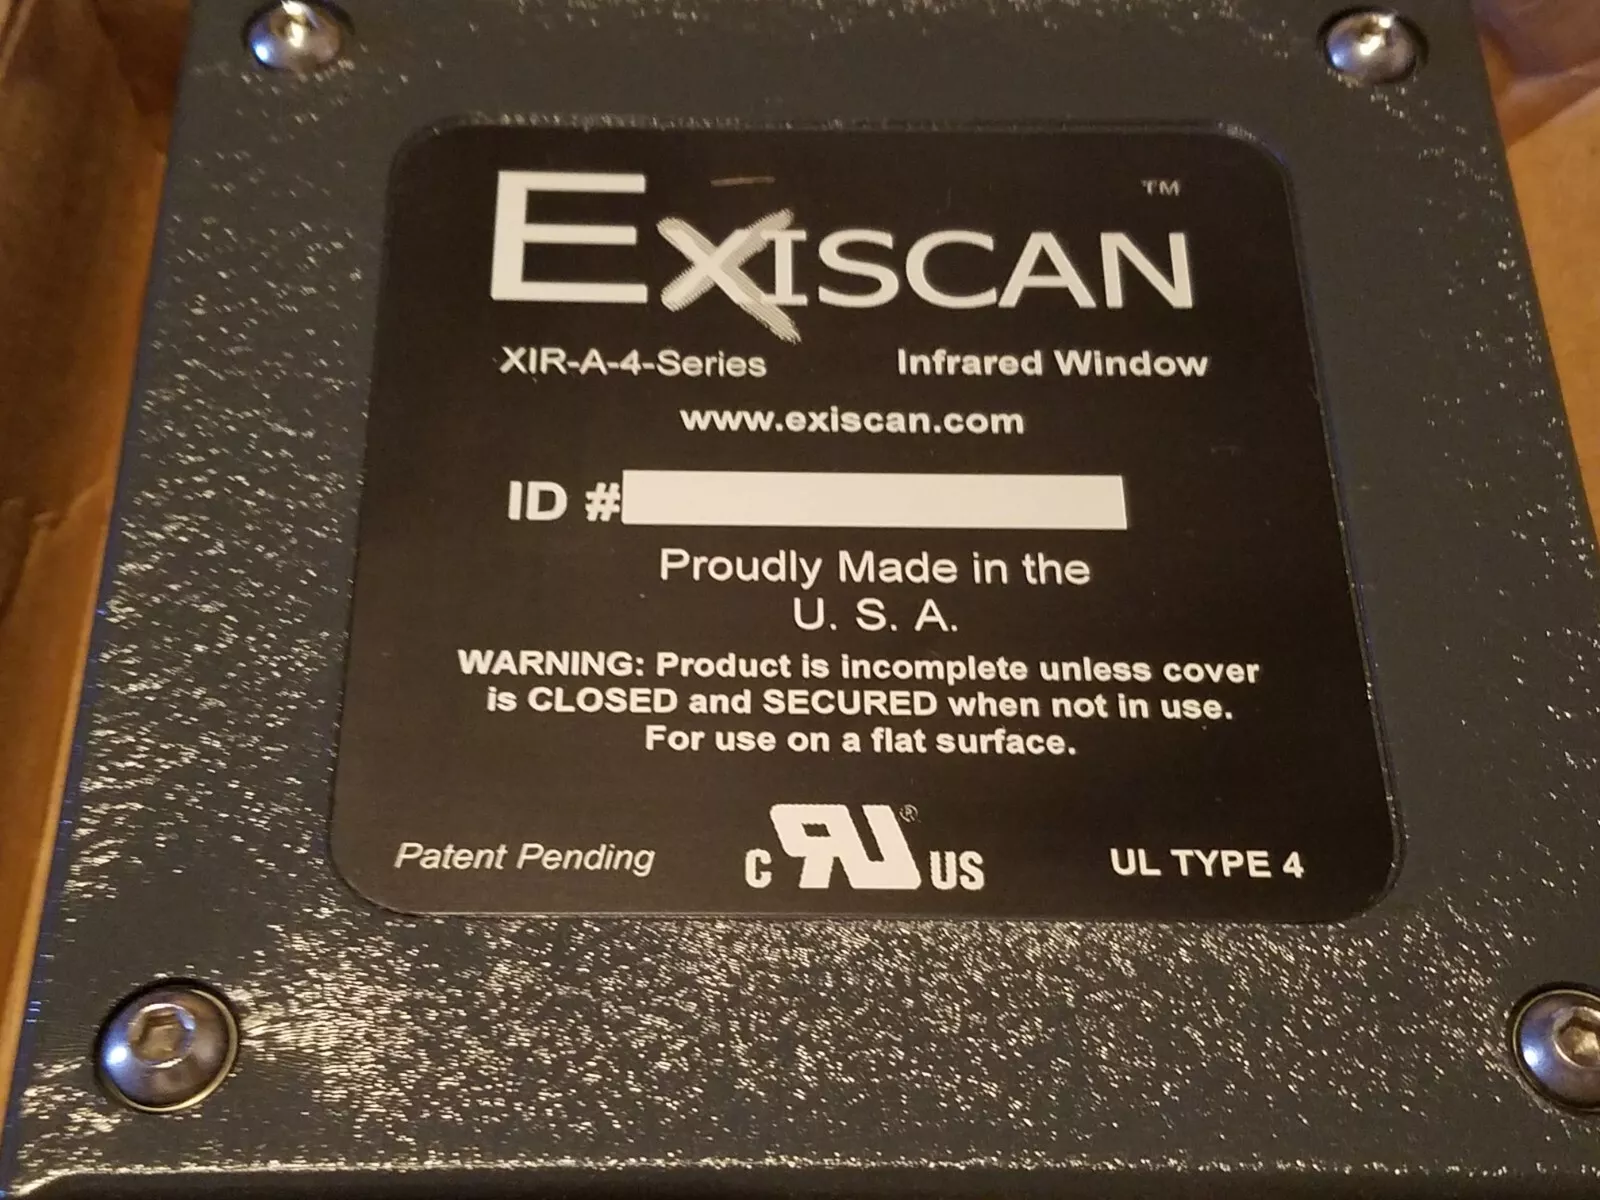 EXISCAN™
XIR-A-4-Series Infrared Window
www.exiscan.com
ID #
Proudly Made in the
U. S. A.
WARNING: Product is incomplete unless cover
is CLOSED and SECURED when not in use.
For use on a flat surface.
Patent Pending c RU® US UL TYPE 4